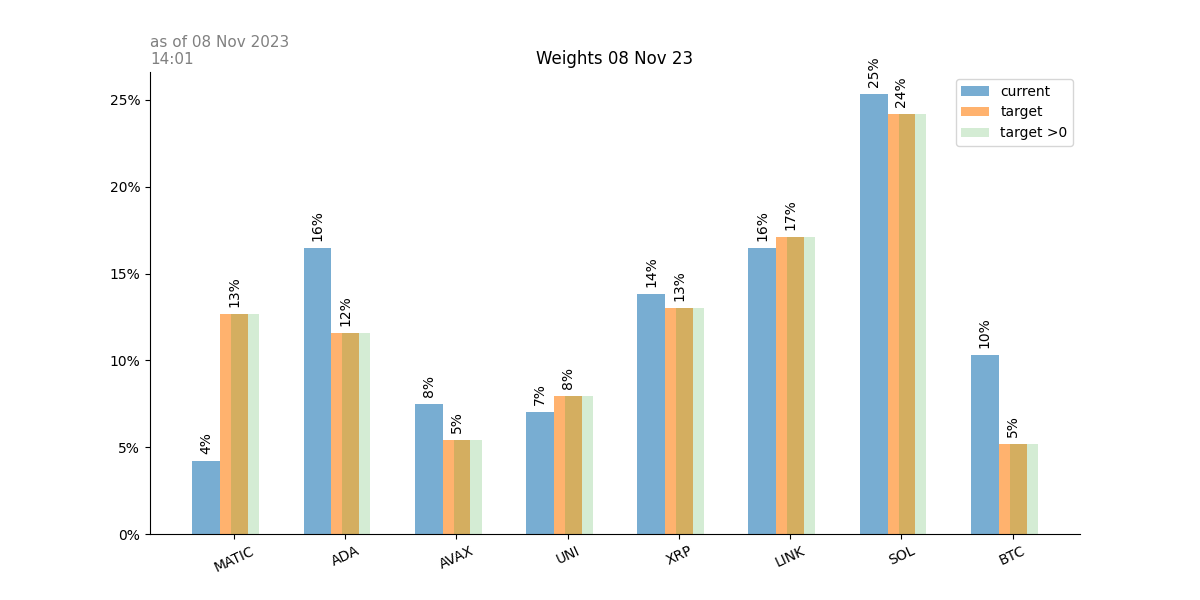 as of 08 Nov 2023
14:01
Weights 08 Nov 23
current
target
target >0
25%
20%
15%
10%
5%
0%
4%
13%
16%
12%
8%
5%
7%
8%
14%
13%
16%
17%
25%
24%
10%
5%
MATIC
ADA
AVAX
UNI
XRP
LINK
SOL
BTC